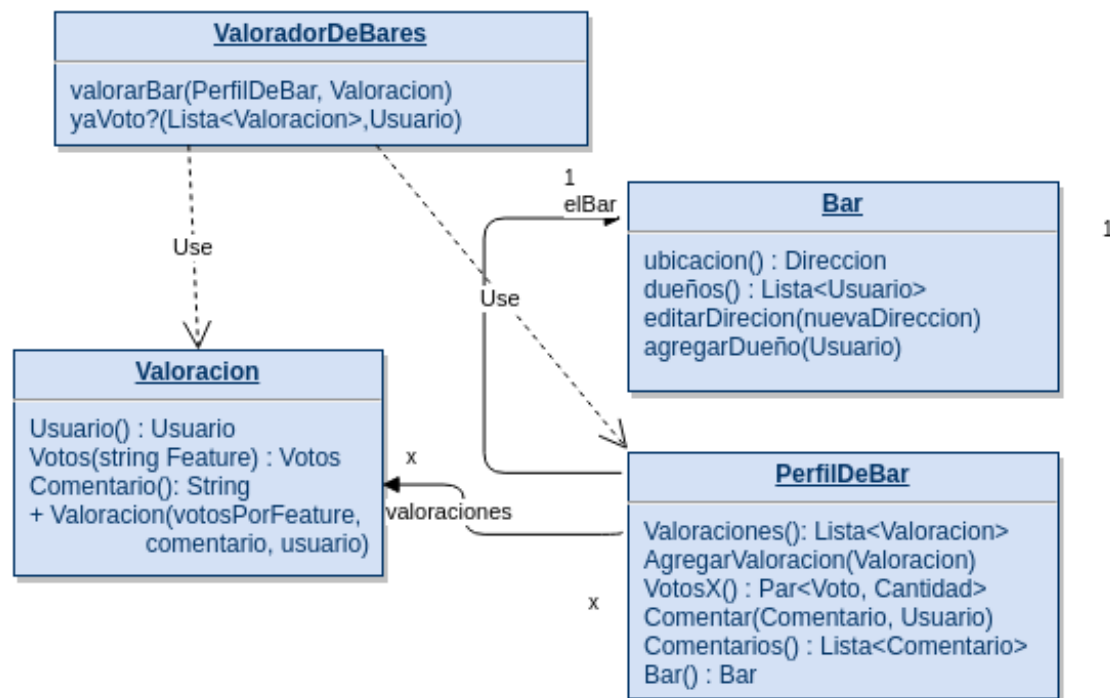 ValoradorDeBares
valorarBar(PerfilDeBar, Valoracion)
yaVoto?(Lista<Valoracion>,Usuario)
Use
Use
1
elBar
Bar
ubicacion() : Direccion
dueños() : Lista<Usuario>
editarDirecion(nuevaDireccion)
agregarDueño(Usuario)
1
Valoracion
Usuario() : Usuario
Votos(string Feature) : Votos
Comentario(): String
+ Valoracion(votosPorFeature,
comentario, usuario)
x
valoraciones
x
PerfilDeBar
Valoraciones(): Lista<Valoracion>
AgregarValoracion(Valoracion)
VotosX() : Par<Voto, Cantidad>
Comentar(Comentario, Usuario)
Comentarios() : Lista<Comentario>
Bar() : Bar